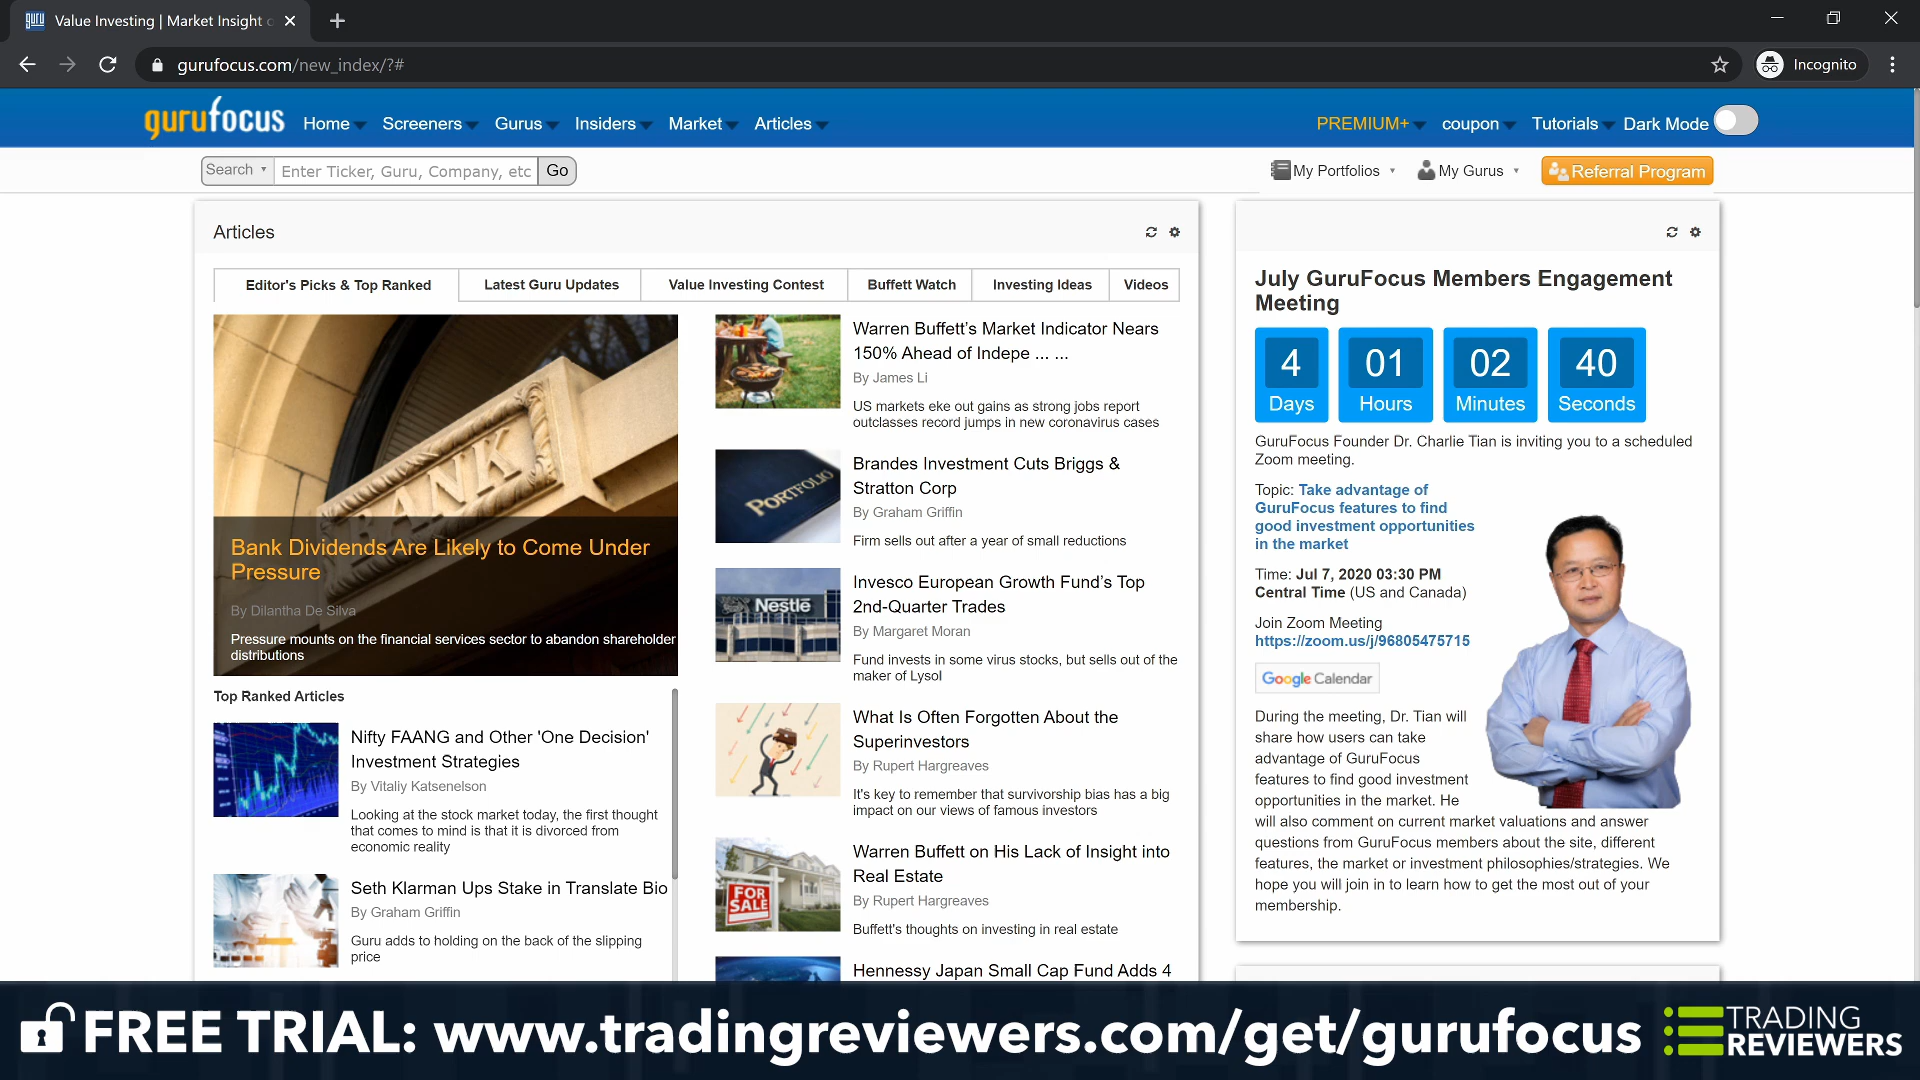 guru Value Investing | Market Insight o
gurufocus.com/new_index/?#
Incognito
gurufocus Home Screeners Gurus Insiders Market Articles PREMIUM+ coupon Tutorials Dark Mode
Search Enter Ticker, Guru, Company, etc Go My Portfolios My Gurus Referral Program
Articles
Editor's Picks & Top Ranked Latest Guru Updates Value Investing Contest Buffett Watch Investing Ideas Videos
BANK
Bank Dividends Are Likely to Come Under
Pressure
By Dilantha De Silva
Pressure mounts on the financial services sector to abandon shareholder
distributions
Top Ranked Articles
Nifty FAANG and Other 'One Decision'
Investment Strategies
By Vitaliy Katsenelson
Looking at the stock market today, the first thought
that comes to mind is that it is divorced from
economic reality
Seth Klarman Ups Stake in Translate Bio
By Graham Griffin
Guru adds to holding on the back of the slipping
price
Warren Buffett's Market Indicator Nears
150% Ahead of Indepe ... ...
By James Li
US markets eke out gains as strong jobs report
outclasses record jumps in new coronavirus cases
PORTFOLIO
Brandes Investment Cuts Briggs &
Stratton Corp
By Graham Griffin
Firm sells out after a year of small reductions
Nestlé
Invesco European Growth Fund's Top
2nd-Quarter Trades
By Margaret Moran
Fund invests in some virus stocks, but sells out of the
maker of Lysol
What Is Often Forgotten About the
Superinvestors
By Rupert Hargreaves
It's key to remember that survivorship bias has a big
impact on our views of famous investors
FOR
SALE
Warren Buffett on His Lack of Insight into
Real Estate
By Rupert Hargreaves
Buffett's thoughts on investing in real estate
Hennessy Japan Small Cap Fund Adds 4
July GuruFocus Members Engagement
Meeting
4 01 02 40
Days Hours Minutes Seconds
GuruFocus Founder Dr. Charlie Tian is inviting you to a scheduled
Zoom meeting.
Topic: Take advantage of
GuruFocus features to find
good investment opportunities
in the market
Time: Jul 7, 2020 03:30 PM
Central Time (US and Canada)
Join Zoom Meeting
https://zoom.us/j/96805475715
Google Calendar
During the meeting, Dr. Tian will
share how users can take
advantage of GuruFocus
features to find good investment
opportunities in the market. He
will also comment on current market valuations and answer
questions from GuruFocus members about the site, different
features, the market or investment philosophies/strategies. We
hope you will join in to learn how to get the most out of your
membership.
FREE TRIAL: www.tradingreviewers.com/get/gurufocus
TRADING
REVIEWERS